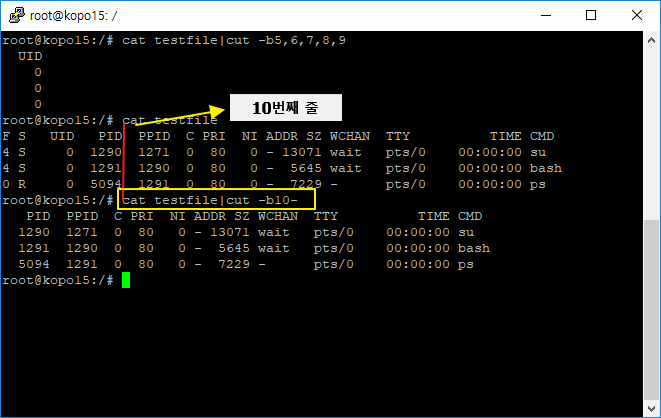 root@kopo15: /
root@kopo15:/# cat testfile|cut -b5,6,7,8,9
  UID
    0
    0
    0
root@kopo15:/# cat testfile
10번째 줄
F S   UID   PID  PPID  C PRI  NI ADDR SZ WCHAN  TTY          TIME CMD
4 S     0  1290  1271  0  80   0 - 13071 wait   pts/0    00:00:00 su
4 S     0  1291  1290  0  80   0 -  5645 wait   pts/0    00:00:00 bash
0 R     0  5094  1291  0  80   0 -  7229 -      pts/0    00:00:00 ps
root@kopo15:/# cat testfile|cut -b10-
   PID  PPID  C PRI  NI ADDR SZ WCHAN  TTY          TIME CMD
  1290  1271  0  80   0 - 13071 wait   pts/0    00:00:00 su
  1291  1290  0  80   0 -  5645 wait   pts/0    00:00:00 bash
  5094  1291  0  80   0 -  7229 -      pts/0    00:00:00 ps
root@kopo15:/#